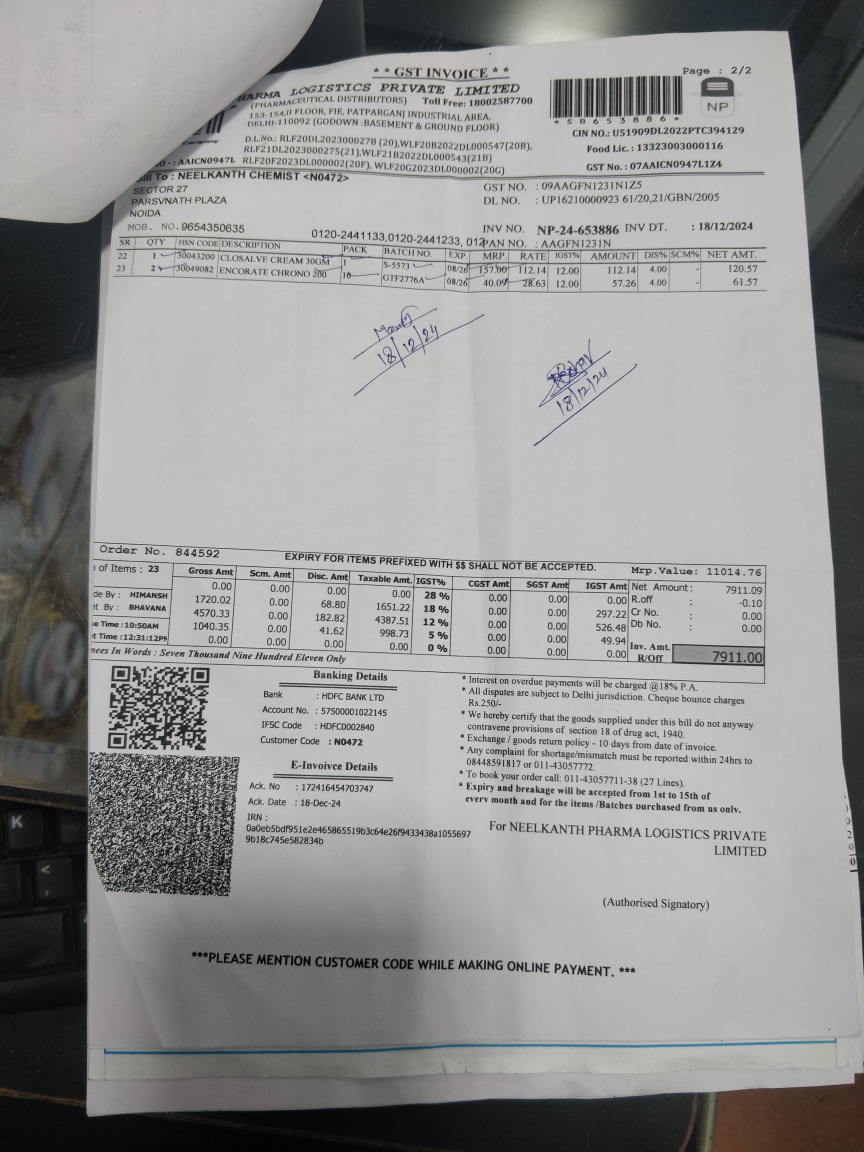 ** GST INVOICE **
Page : 2/2
HARMA LOGISTICS PRIVATE LIMITED
(PHARMACEUTICAL DISTRIBUTORS) Toll Free: 18002587700
153-154,II FLOOR, FIE, PATPARGANJ INDUSTRIAL AREA,
DELHI-110092 (GODOWN :BASEMENT & GROUND FLOOR)
D.L.No.: RLF20DL2023000278 (20),WLF20B2022DL000547(20B),
RLF21DL2023000275(21),WLF21B2022DL000543(21B)
NO - : AAICN0947L RLF20F2023DL000002(20F), WLF20G2023DL000002(20G)
*SB653886*
NP
CIN NO.: U51909DL2022PTC394129
Food Lic. : 13323003000116
GST No. : 07AAICN0947L1Z4
Bill To : NEELKANTH CHEMIST <N0472>
SECTOR 27
PARSVNATH PLAZA
NOIDA
MOB. NO.9654350635
0120-2441133,0120-2441233, 012
GST NO. : 09AAGFN1231N1Z5
DL NO. : UP16210000923 61/20,21/GBN/2005
INV NO. NP-24-653886 INV DT. : 18/12/2024
PAN NO. : AAGFN1231N
SR QTY HSN CODE DESCRIPTION PACK BATCH NO. EXP. MRP. RATE IGST% AMOUNT DIS% SCM% NET AMT.
22 1 30043200 CLOSALVE CREAM 30GM 1 S-5573 08/26 157.00 112.14 12.00 112.14 4.00 - 120.57
23 2 30049082 ENCORATE CHRONO 200 10 GTF2776A 08/26 40.09 28.63 12.00 57.26 4.00 - 61.57
18/12/24
18/12/24
Order No. 844592
EXPIRY FOR ITEMS PREFIXED WITH $$ SHALL NOT BE ACCEPTED.
Mrp.Value: 11014.76
of Items : 23
de By : HIMANSH
t By : BHAVANA
e Time :10:50AM
t Time :12:31:12PM
Gross Amt Scm. Amt Disc. Amt Taxable Amt. IGST% CGST Amt SGST Amt IGST Amt
0.00 0.00 0.00 0.00 28 % 0.00 0.00 0.00
1720.02 0.00 68.80 1651.22 18 % 0.00 0.00 297.22
4570.33 0.00 182.82 4387.51 12 % 0.00 0.00 526.48
1040.35 0.00 41.62 998.73 5 % 0.00 0.00 49.94
0.00 0.00 0.00 0.00 0 % 0.00 0.00 0.00
Net Amount : 7911.09
R.off : -0.10
Cr No. : 0.00
Db No. : 0.00
Inv. Amt. R/Off 7911.00
pees In Words : Seven Thousand Nine Hundred Eleven Only
Banking Details
Bank : HDFC BANK LTD
Account No. : 57500001022145
IFSC Code : HDFC0002840
Customer Code : N0472
E-Invoivce Details
Ack. No : 172416454703747
Ack. Date : 18-Dec-24
IRN :
0a0eb5bdf951e2e465865519b3c64e26f9433438a1055697
9b18c745e582834b
* Interest on overdue payments will be charged @18% P.A.
* All disputes are subject to Delhi jurisdiction. Cheque bounce charges
Rs.250/-
* We hereby certify that the goods supplied under this bill do not anyway
contravene provisions of section 18 of drug act, 1940.
* Exchange / goods return policy - 10 days from date of invoice.
* Any complaint for shortage/mismatch must be reported within 24hrs to
08448591817 or 011-43057772.
* To book your order call: 011-43057711-38 (27 Lines).
* Expiry and breakage will be accepted from 1st to 15th of
every month and for the items /Batches purchased from us only.
For NEELKANTH PHARMA LOGISTICS PRIVATE
LIMITED
(Authorised Signatory)
***PLEASE MENTION CUSTOMER CODE WHILE MAKING ONLINE PAYMENT. ***
K